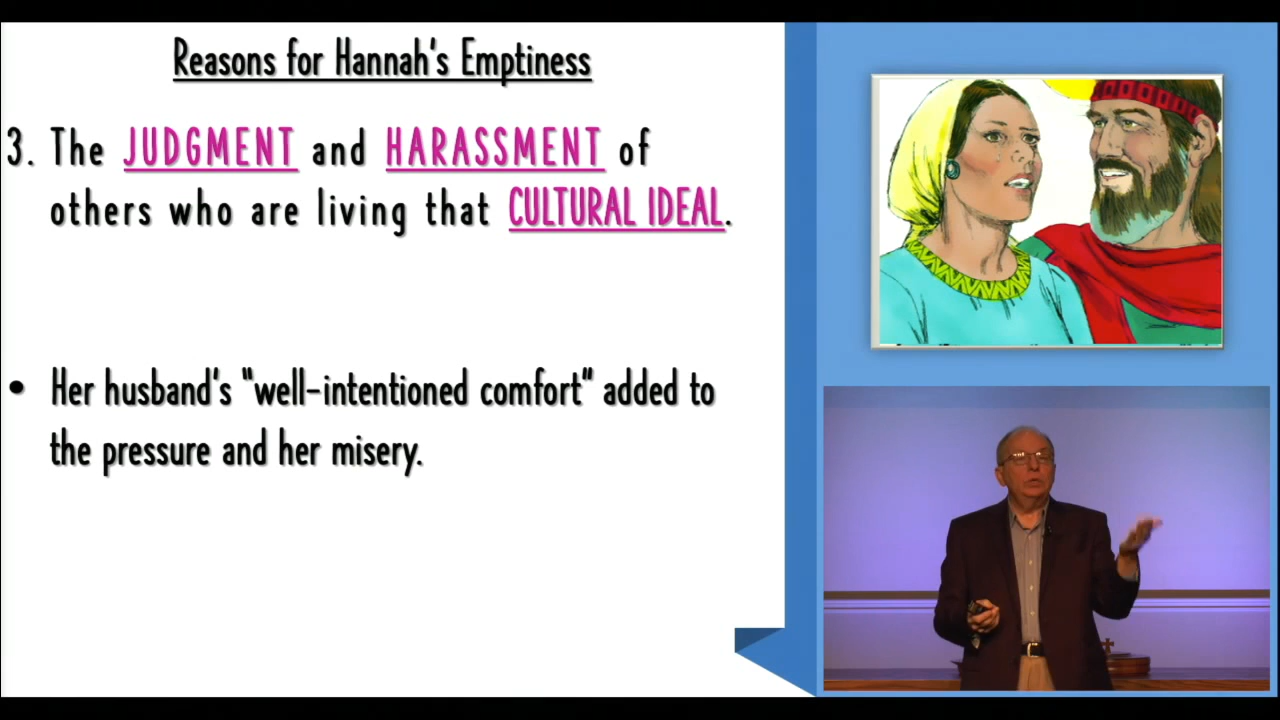 Reasons for Hannah's Emptiness
3. The JUDGMENT and HARASSMENT of
others who are living that CULTURAL IDEAL.
• Her husband's "well-intentioned comfort" added to
the pressure and her misery.